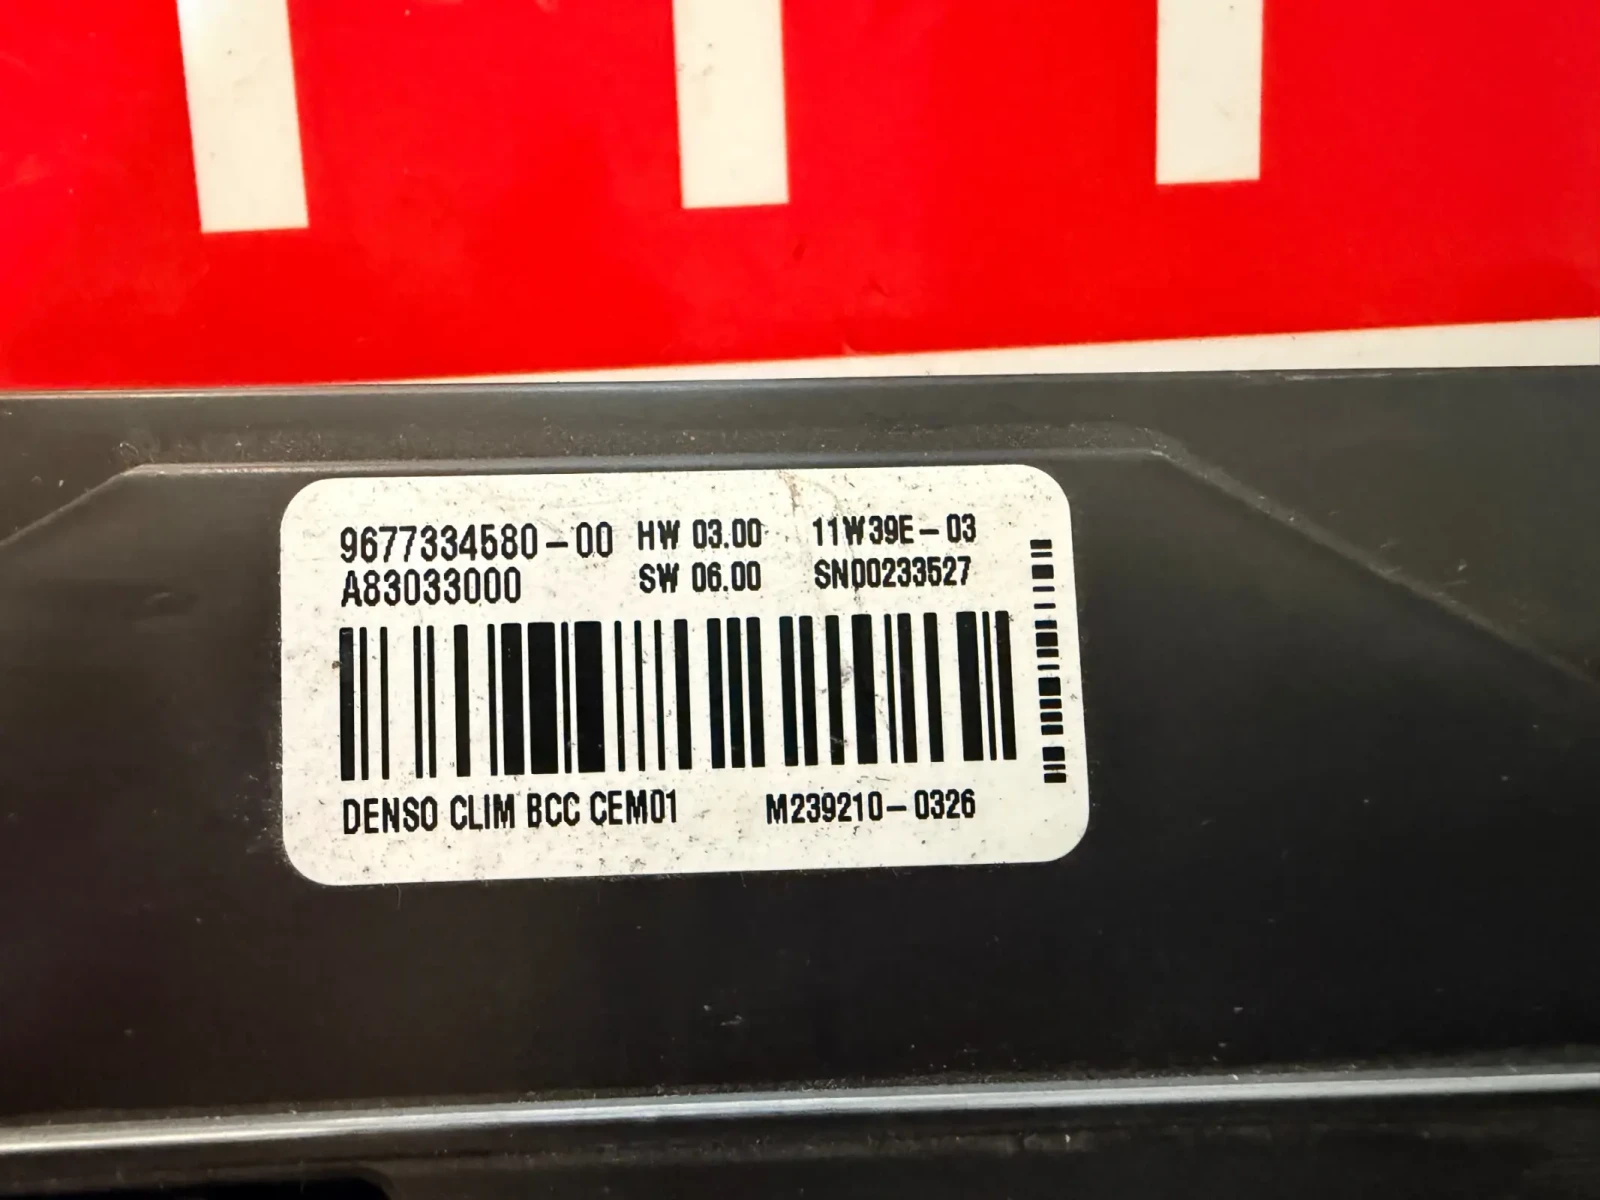 9677334580-00 HW 03.00 11W39E-03
A83033000 SW 06.00 SN00233527
DENSO CLIM BCC CEM01 M239210-0326